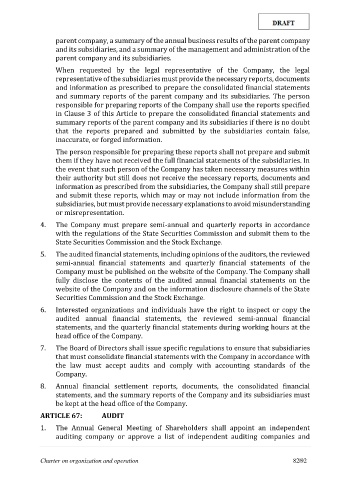 DRAFT
parent company, a summary of the annual business results of the parent company
and its subsidiaries, and a summary of the management and administration of the
parent company and its subsidiaries.
When requested by the legal representative of the Company, the legal
representative of the subsidiaries must provide the necessary reports, documents
and information as prescribed to prepare the consolidated financial statements
and summary reports of the parent company and its subsidiaries. The person
responsible for preparing reports of the Company shall use the reports specified
in Clause 3 of this Article to prepare the consolidated financial statements and
summary reports of the parent company and its subsidiaries if there is no doubt
that the reports prepared and submitted by the subsidiaries contain false,
inaccurate, or forged information.
The person responsible for preparing these reports shall not prepare and submit
them if they have not received the full financial statements of the subsidiaries. In
the event that such person of the Company has taken necessary measures within
their authority but still does not receive the necessary reports, documents and
information as prescribed from the subsidiaries, the Company shall still prepare
and submit these reports, which may or may not include information from the
subsidiaries, but must provide necessary explanations to avoid misunderstanding
or misrepresentation.
4. The Company must prepare semi-annual and quarterly reports in accordance
with the regulations of the State Securities Commission and submit them to the
State Securities Commission and the Stock Exchange.
5. The audited financial statements, including opinions of the auditors, the reviewed
semi-annual financial statements and quarterly financial statements of the
Company must be published on the website of the Company. The Company shall
fully disclose the contents of the audited annual financial statements on the
website of the Company and on the information disclosure channels of the State
Securities Commission and the Stock Exchange.
6. Interested organizations and individuals have the right to inspect or copy the
audited annual financial statements, the reviewed semi-annual financial
statements, and the quarterly financial statements during working hours at the
head office of the Company.
7. The Board of Directors shall issue specific regulations to ensure that subsidiaries
that must consolidate financial statements with the Company in accordance with
the law must accept audits and comply with accounting standards of the
Company.
8. Annual financial settlement reports, documents, the consolidated financial
statements, and the summary reports of the Company and its subsidiaries must
be kept at the head office of the Company.
ARTICLE 67: AUDIT
1. The Annual General Meeting of Shareholders shall appoint an independent
auditing company or approve a list of independent auditing companies and
Charter on organization and operation 82|92